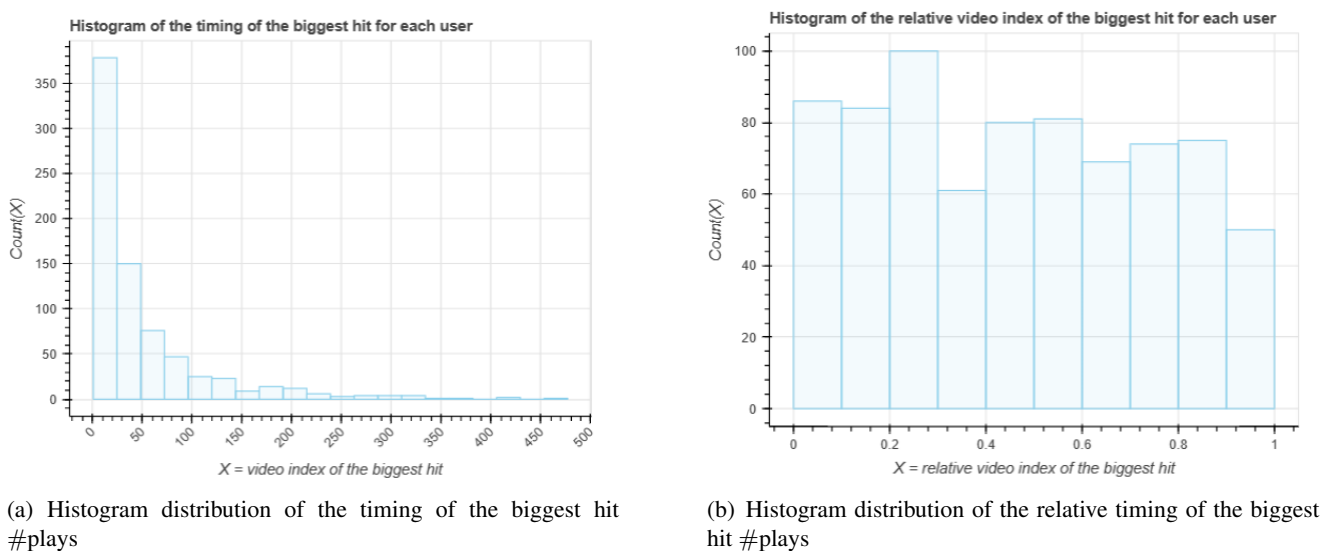 Histogram of the timing of the biggest hit for each user
350
300
250
200
150
100
50
0
Count(X)
0 50 100 150 200 250 300 350 400 450 500
X = video index of the biggest hit
(a) Histogram distribution of the timing of the biggest hit
#plays
Histogram of the relative video index of the biggest hit for each user
100
80
60
40
20
0
Count(X)
0 0.2 0.4 0.6 0.8 1
X = relative video index of the biggest hit
(b) Histogram distribution of the relative timing of the biggest
hit #plays